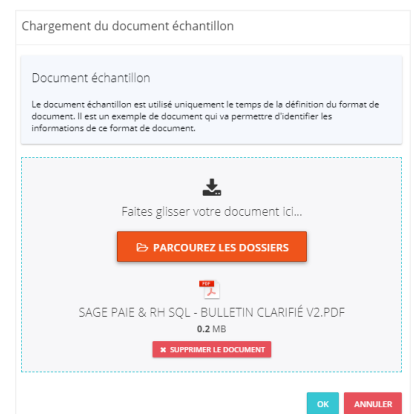 Chargement du document échantillon
Document échantillon
Le document échantillon est utilisé uniquement le temps de la définition du format de
document. Il est un exemple de document qui va permettre d'identifier les
informations de ce format de document.
Faites glisser votre document ici...
PARCOUREZ LES DOSSIERS
PDF
SAGE PAIE & RH SQL - BULLETIN CLARIFIÉ V2.PDF
0.2 MB
SUPPRIMER LE DOCUMENT
OK ANNULER